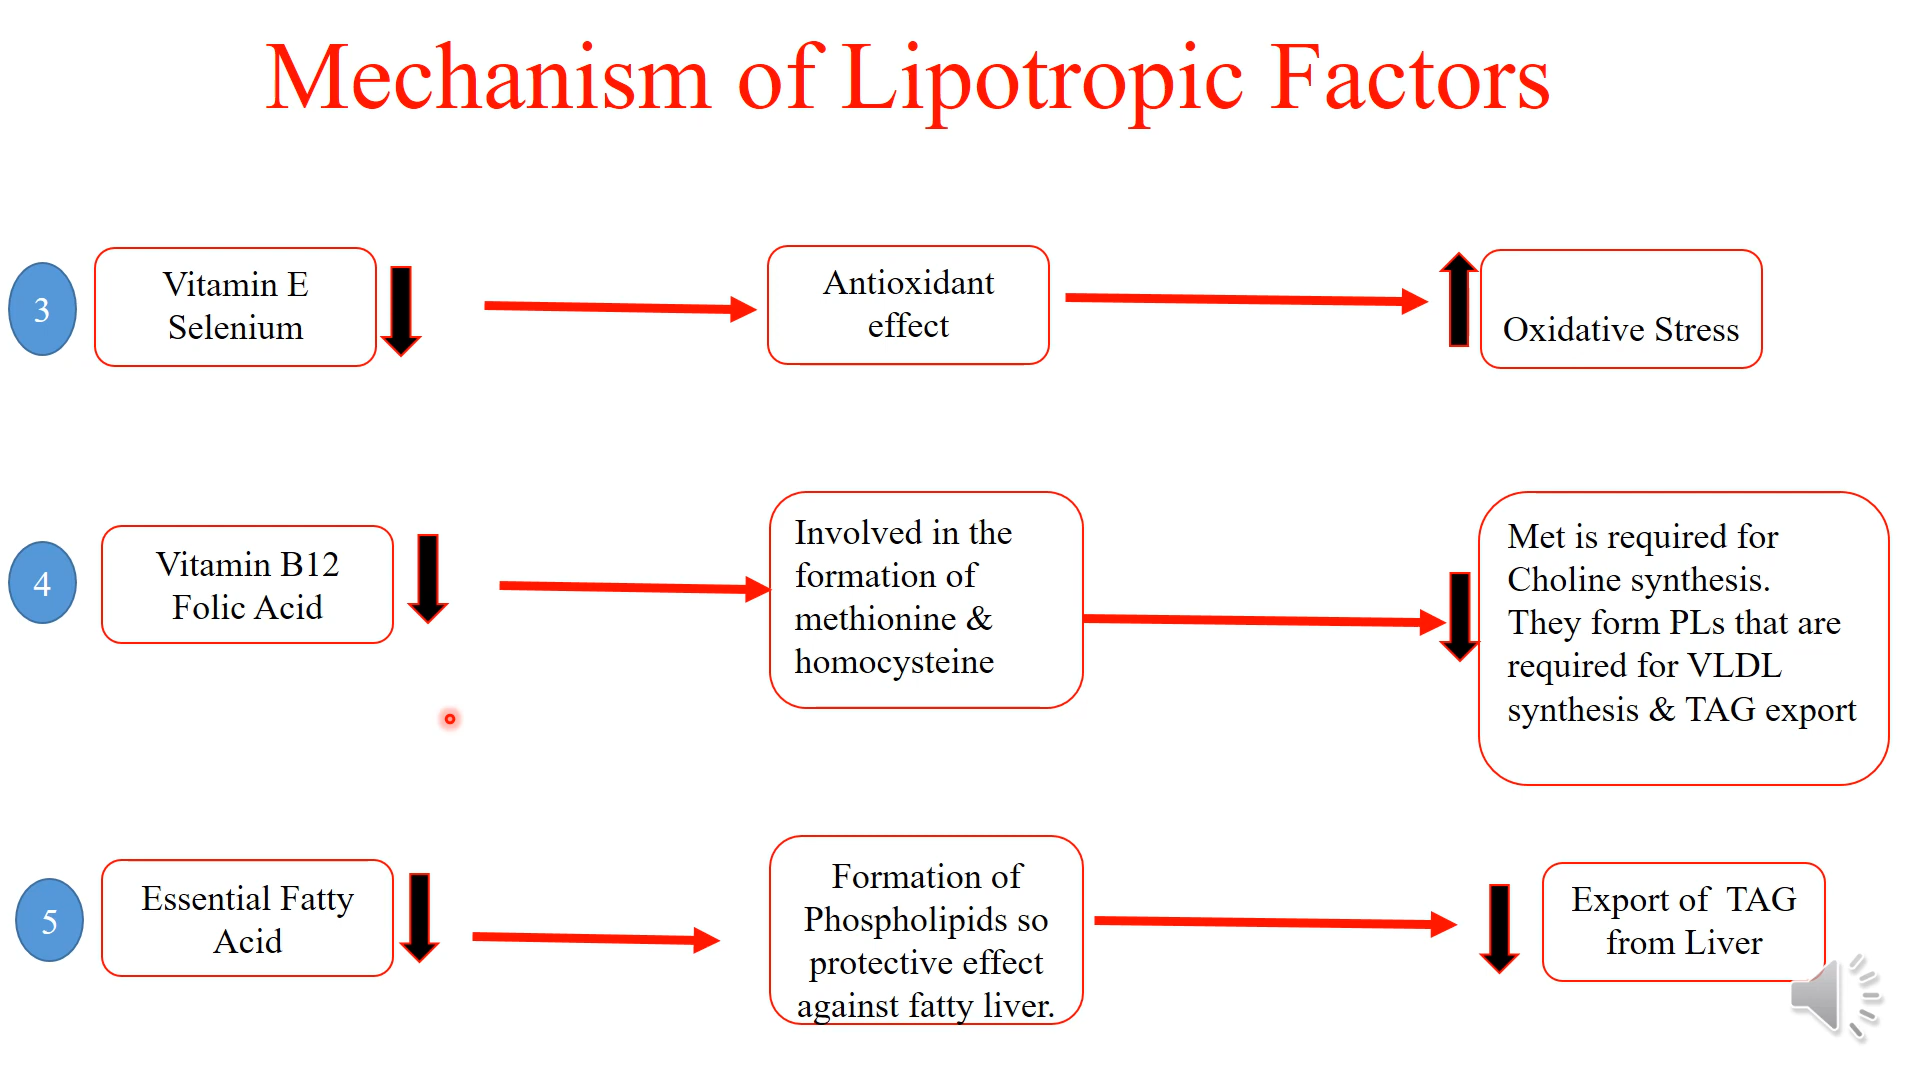 Mechanism of Lipotropic Factors
3
Vitamin E
Selenium
Antioxidant
effect
Oxidative Stress
4
Vitamin B12
Folic Acid
Involved in the
formation of
methionine &
homocysteine
Met is required for
Choline synthesis.
They form PLs that are
required for VLDL
synthesis & TAG export
5
Essential Fatty
Acid
Formation of
Phospholipids so
protective effect
against fatty liver.
Export of TAG
from Liver